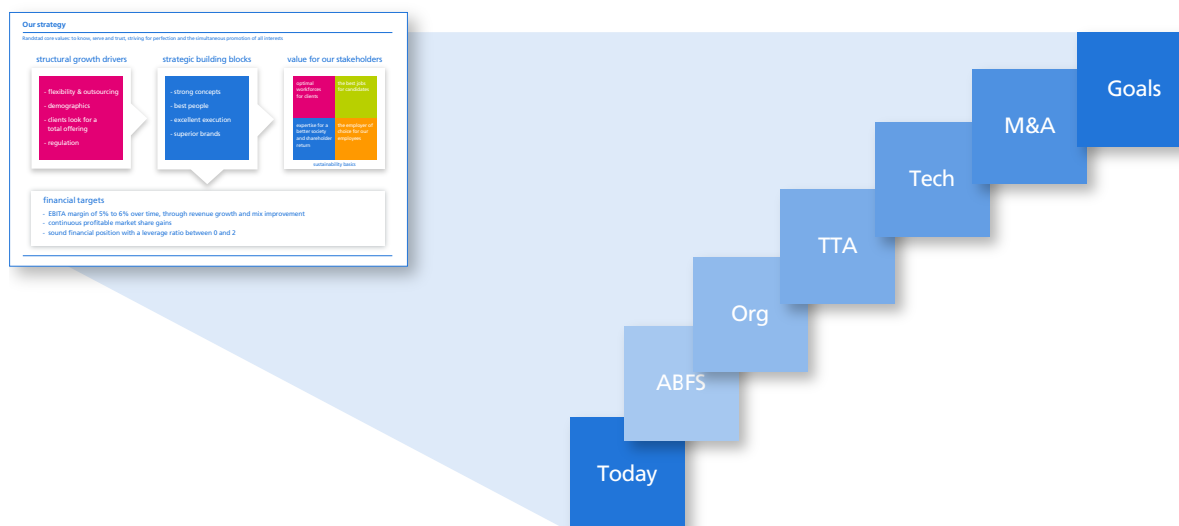 Our strategy
Randstad core values: to know, serve and trust, striving for perfection and the simultaneous promotion of all interests
structural growth drivers
- flexibility & outsourcing
- demographics
- clients look for a
total offering
- regulation
strategic building blocks
- strong concepts
- best people
- excellent execution
- superior brands
value for our stakeholders
optimal
workforces
for clients
the best jobs
for candidates
expertise for a
better society
and shareholder
return
the employer of
choice for our
employees
sustainability basics
financial targets
- EBITA margin of 5% to 6% over time, through revenue growth and mix improvement
- continuous profitable market share gains
- sound financial position with a leverage ratio between 0 and 2
Goals
M&A
Tech
TTA
Org
ABFS
Today